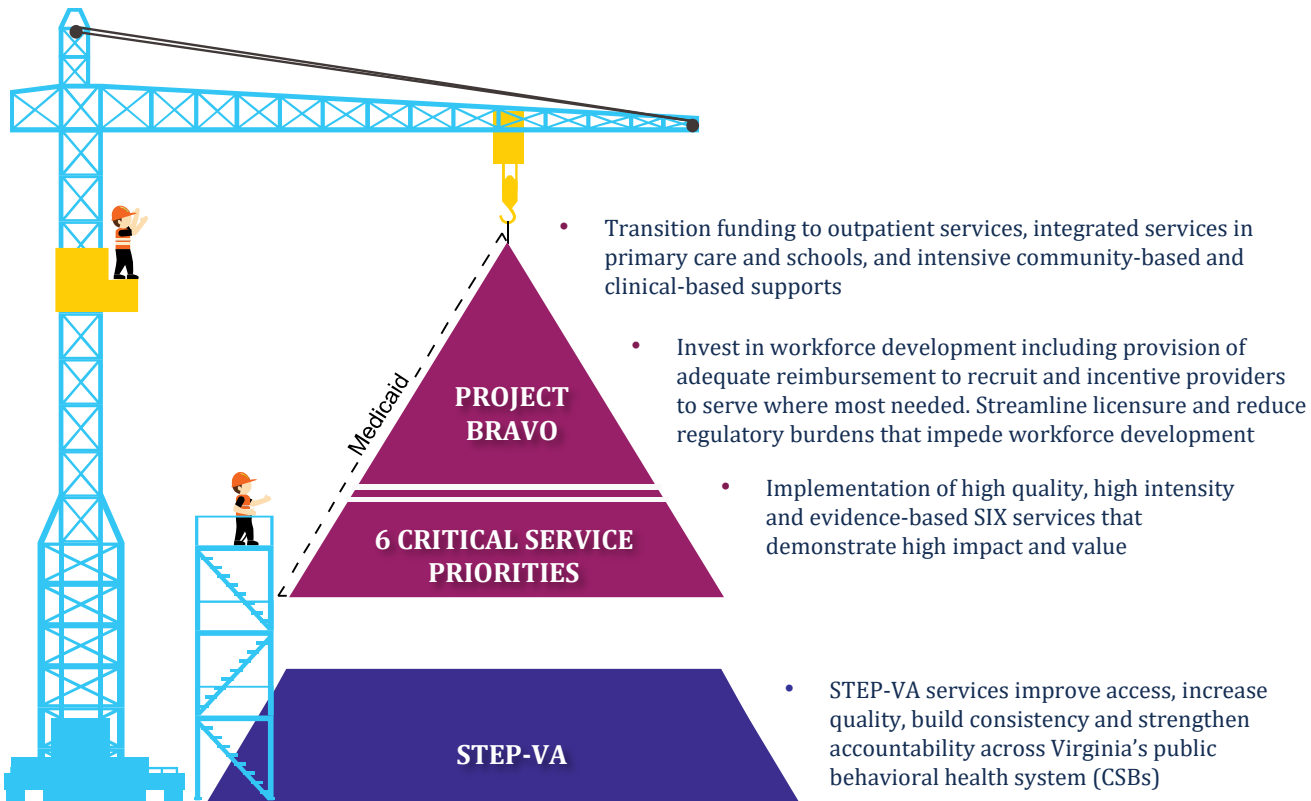 • Transition funding to outpatient services, integrated services in
primary care and schools, and intensive community-based and
clinical-based supports
• Invest in workforce development including provision of
adequate reimbursement to recruit and incentive providers
to serve where most needed. Streamline licensure and reduce
regulatory burdens that impede workforce development
Medicaid
PROJECT
BRAVO
• Implementation of high quality, high intensity
and evidence-based SIX services that
demonstrate high impact and value
6 CRITICAL SERVICE
PRIORITIES
• STEP-VA services improve access, increase
quality, build consistency and strengthen
accountability across Virginia’s public
behavioral health system (CSBs)
STEP-VA